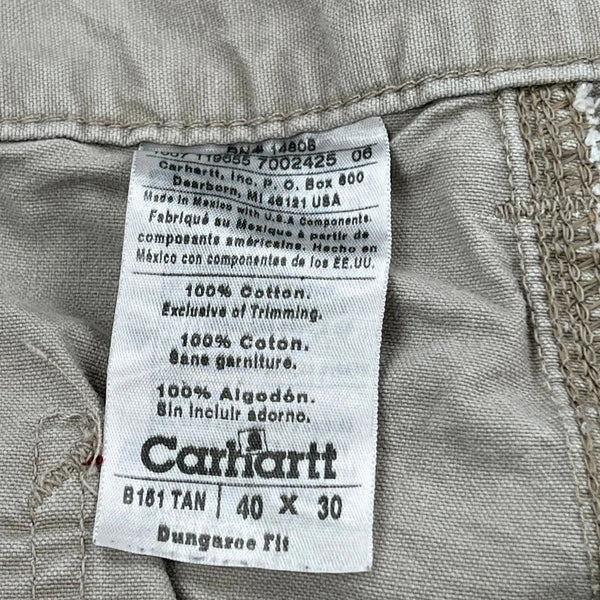 RN# 14806
1007 119655 7002425 06
Carhartt, Inc. P. O. Box 600
Dearborn, MI 48121 USA
Made in Mexico with U.S.A Components.
Fabriqué au Mexique à partir de
composants américains. Hecho en
México con componentes de los EE.UU.
100% Cotton.
Exclusive of Trimming.
100% Coton.
Sans garniture.
100% Algodón.
Sin incluir adorno.
Carhartt
B151 TAN | 40 X 30
Dungaree Fit